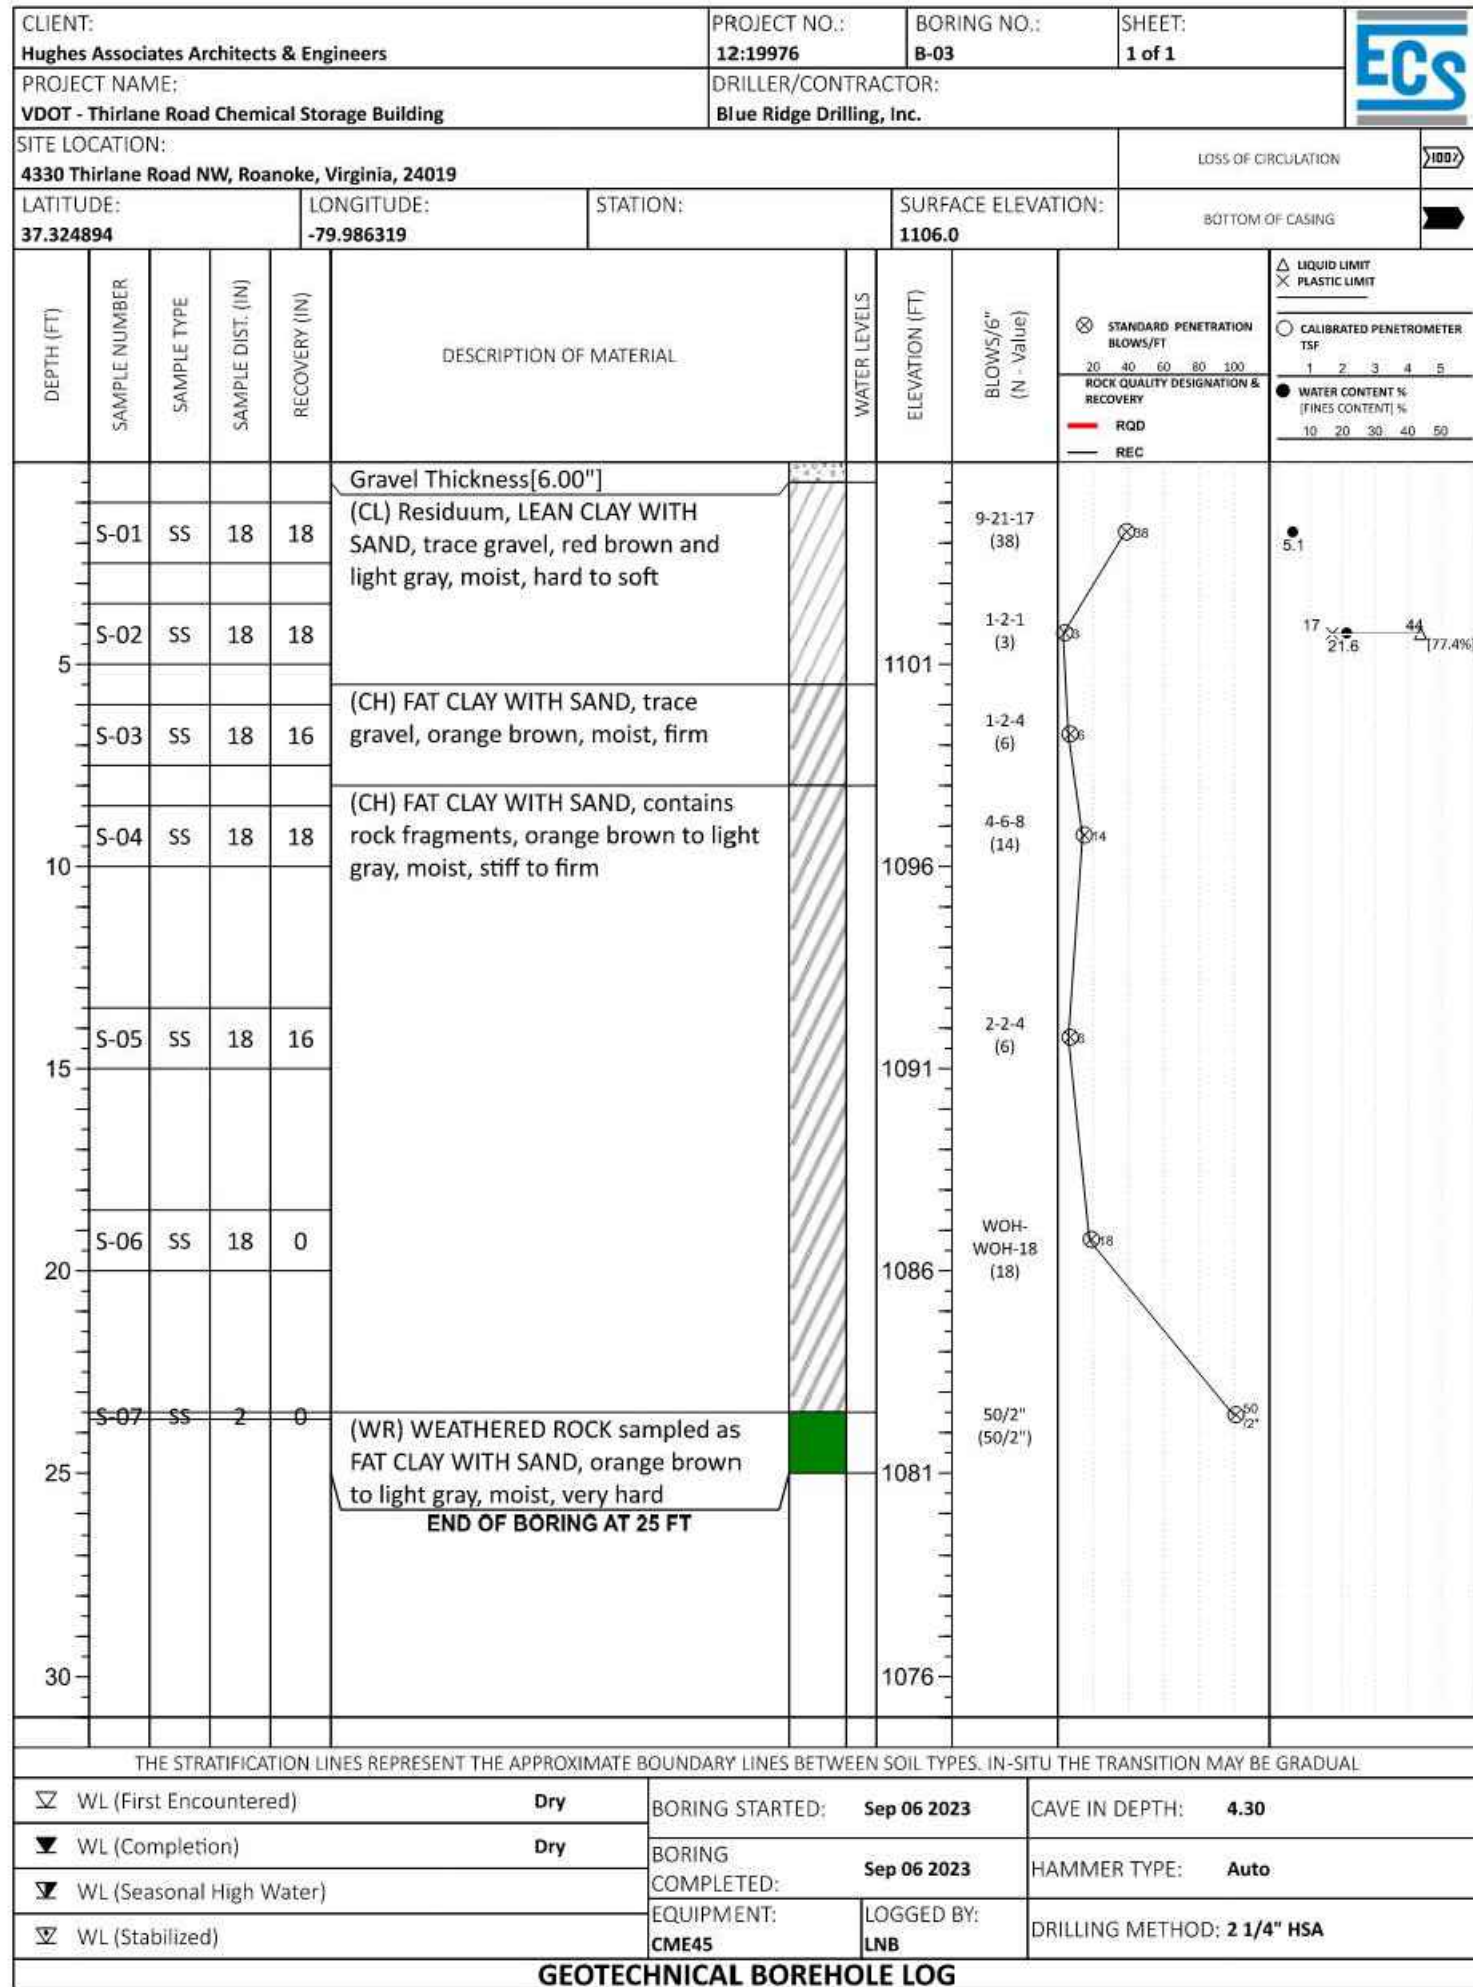 CLIENT:
Hughes Associates Architects & Engineers
PROJECT NO.:
12:19976
BORING NO.:
B-03
SHEET:
1 of 1
ECS
PROJECT NAME:
VDOT - Thirlane Road Chemical Storage Building
DRILLER/CONTRACTOR:
Blue Ridge Drilling, Inc.
SITE LOCATION:
4330 Thirlane Road NW, Roanoke, Virginia, 24019
LOSS OF CIRCULATION
100%
LATITUDE:
37.324894
LONGITUDE:
-79.986319
STATION:
SURFACE ELEVATION:
1106.0
BOTTOM OF CASING
DEPTH (FT)
SAMPLE NUMBER
SAMPLE TYPE
SAMPLE DIST. (IN)
RECOVERY (IN)
DESCRIPTION OF MATERIAL
WATER LEVELS
ELEVATION (FT)
BLOWS/6"
(N - Value)
STANDARD PENETRATION
BLOWS/FT
20 40 60 80 100
ROCK QUALITY DESIGNATION &
RECOVERY
RQD
REC
LIQUID LIMIT
PLASTIC LIMIT
CALIBRATED PENETROMETER
TSF
1 2 3 4 5
WATER CONTENT %
[FINES CONTENT] %
10 20 30 40 50
Gravel Thickness[6.00"]
(CL) Residuum, LEAN CLAY WITH
SAND, trace gravel, red brown and
light gray, moist, hard to soft
S-01 SS 18 18
9-21-17
(38)
38
5.1
S-02 SS 18 18
1-2-1
(3)
3
17
21.6
44
[77.4%]
5
1101
(CH) FAT CLAY WITH SAND, trace
gravel, orange brown, moist, firm
S-03 SS 18 16
1-2-4
(6)
6
(CH) FAT CLAY WITH SAND, contains
rock fragments, orange brown to light
gray, moist, stiff to firm
S-04 SS 18 18
4-6-8
(14)
14
10
1096
S-05 SS 18 16
2-2-4
(6)
6
15
1091
S-06 SS 18 0
WOH-
WOH-18
(18)
18
20
1086
S-07 SS 2 0
50/2"
(50/2")
50
/2"
(WR) WEATHERED ROCK sampled as
FAT CLAY WITH SAND, orange brown
to light gray, moist, very hard
25
1081
END OF BORING AT 25 FT
30
1076
THE STRATIFICATION LINES REPRESENT THE APPROXIMATE BOUNDARY LINES BETWEEN SOIL TYPES. IN-SITU THE TRANSITION MAY BE GRADUAL
WL (First Encountered) Dry
BORING STARTED: Sep 06 2023
CAVE IN DEPTH: 4.30
WL (Completion) Dry
BORING
COMPLETED: Sep 06 2023
HAMMER TYPE: Auto
WL (Seasonal High Water)
WL (Stabilized)
EQUIPMENT:
CME45
LOGGED BY:
LNB
DRILLING METHOD: 2 1/4" HSA
GEOTECHNICAL BOREHOLE LOG